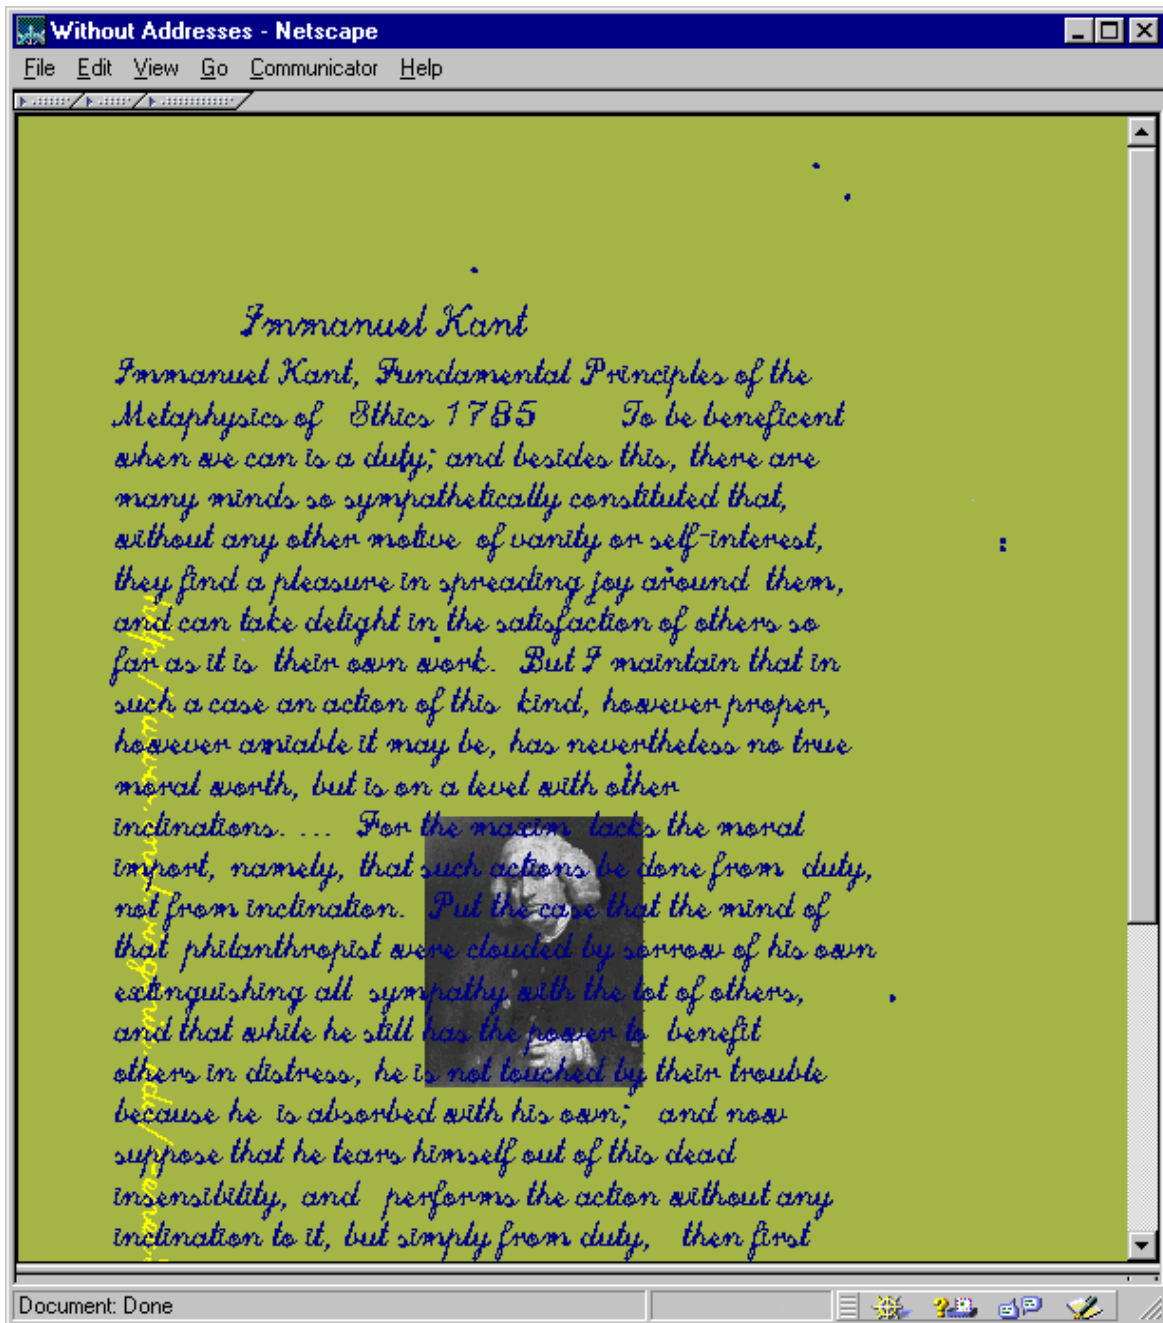 Without Addresses - Netscape
File Edit View Go Communicator Help
Immanuel Kant
Immanuel Kant, Fundamental Principles of the
Metaphysics of Ethics 1785 To be beneficent
when we can is a duty; and besides this, there are
many minds so sympathetically constituted that,
without any other motive of vanity or self-interest,
they find a pleasure in spreading joy around them,
and can take delight in the satisfaction of others so
far as it is their own work. But I maintain that in
such a case an action of this kind, however proper,
however amiable it may be, has nevertheless no true
moral worth, but is on a level with other
inclinations. ... For the maxim lacks the moral
import, namely, that such actions be done from duty,
not from inclination. Put the case that the mind of
that philanthropist were clouded by sorrow of his own
extinguishing all sympathy with the lot of others,
and that while he still has the power to benefit
others in distress, he is not touched by their trouble
because he is absorbed with his own; and now
suppose that he tears himself out of this dead
insensibility, and performs the action without any
inclination to it, but simply from duty, then first
Document: Done